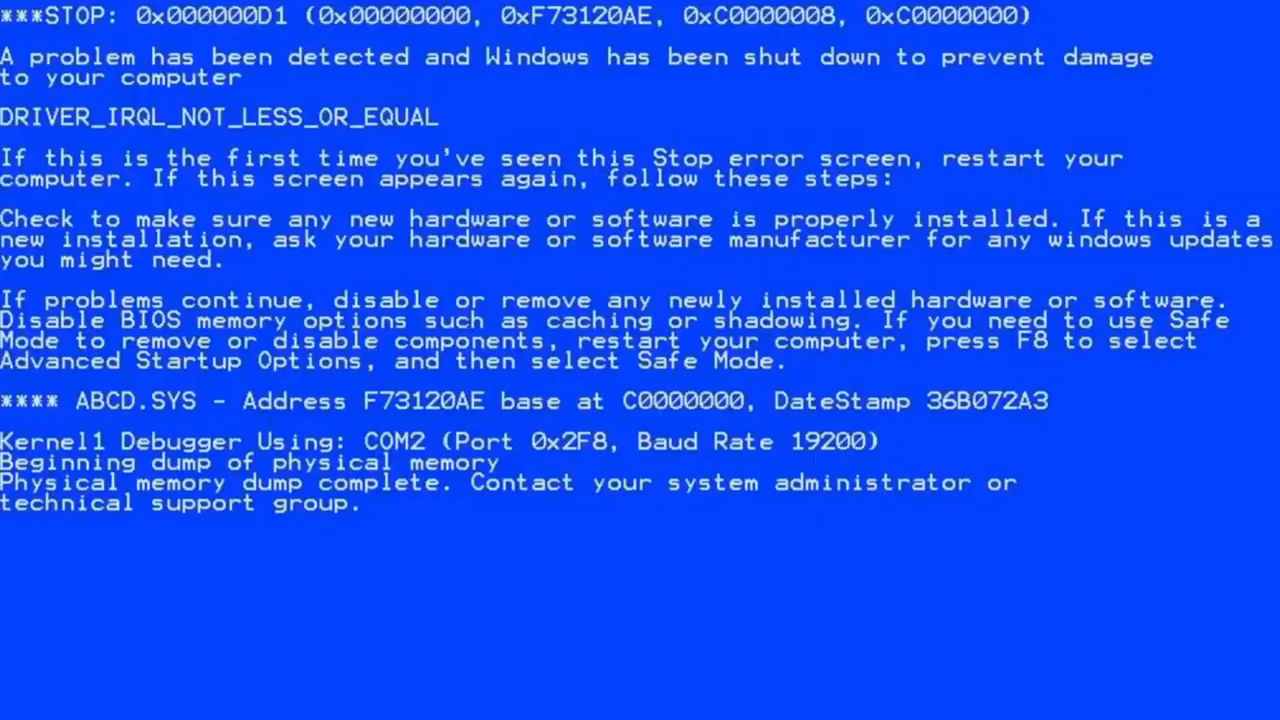 ***STOP: 0x000000D1 (0x00000000, 0xF73120AE, 0xC0000008, 0xC0000000)
A problem has been detected and Windows has been shut down to prevent damage
to your computer
DRIVER_IRQL_NOT_LESS_OR_EQUAL
If this is the first time you've seen this Stop error screen, restart your
computer. If this screen appears again, follow these steps:
Check to make sure any new hardware or software is properly installed. If this is a
new installation, ask your hardware or software manufacturer for any windows updates
you might need.
If problems continue, disable or remove any newly installed hardware or software.
Disable BIOS memory options such as caching or shadowing. If you need to use Safe
Mode to remove or disable components, restart your computer, press F8 to select
Advanced Startup Options, and then select Safe Mode.
**** ABCD.SYS - Address F73120AE base at C0000000, DateStamp 36B072A3
Kernel1 Debugger Using: COM2 (Port 0x2F8, Baud Rate 19200)
Beginning dump of physical memory
Physical memory dump complete. Contact your system administrator or
technical support group.